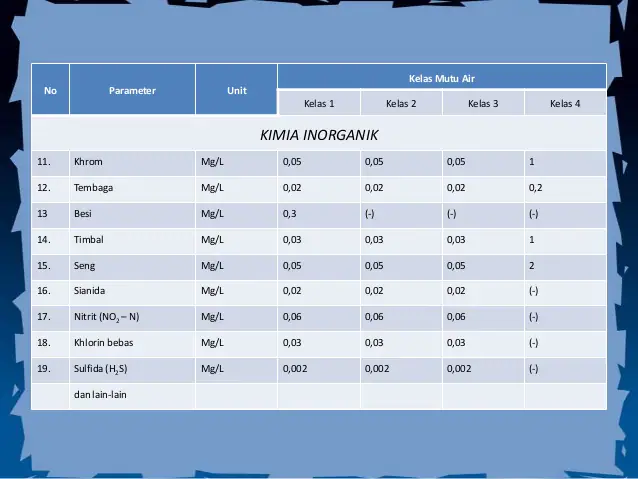 No Parameter Unit Kelas Mutu Air
Kelas 1 Kelas 2 Kelas 3 Kelas 4
KIMIA INORGANIK
11. Khrom Mg/L 0,05 0,05 0,05 1
12. Tembaga Mg/L 0,02 0,02 0,02 0,2
13 Besi Mg/L 0,3 (-) (-) (-)
14. Timbal Mg/L 0,03 0,03 0,03 1
15. Seng Mg/L 0,05 0,05 0,05 2
16. Sianida Mg/L 0,02 0,02 0,02 (-)
17. Nitrit (NO₂ – N) Mg/L 0,06 0,06 0,06 (-)
18. Khlorin bebas Mg/L 0,03 0,03 0,03 (-)
19. Sulfida (H₂S) Mg/L 0,002 0,002 0,002 (-)
dan lain-lain